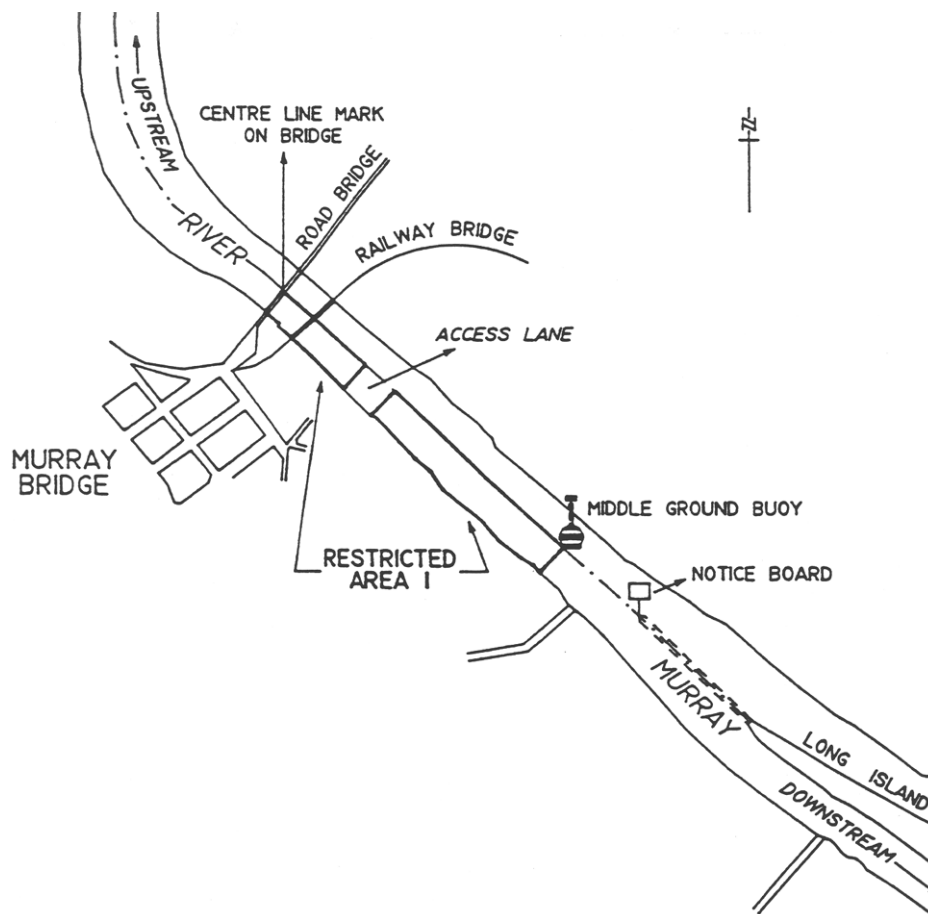 UPSTREAM
CENTRE LINE MARK
ON BRIDGE
ROAD BRIDGE
N
RIVER
RAILWAY BRIDGE
ACCESS LANE
MURRAY
BRIDGE
RESTRICTED
AREA 1
MIDDLE GROUND BUOY
NOTICE BOARD
MURRAY
LONG ISLAND
DOWNSTREAM